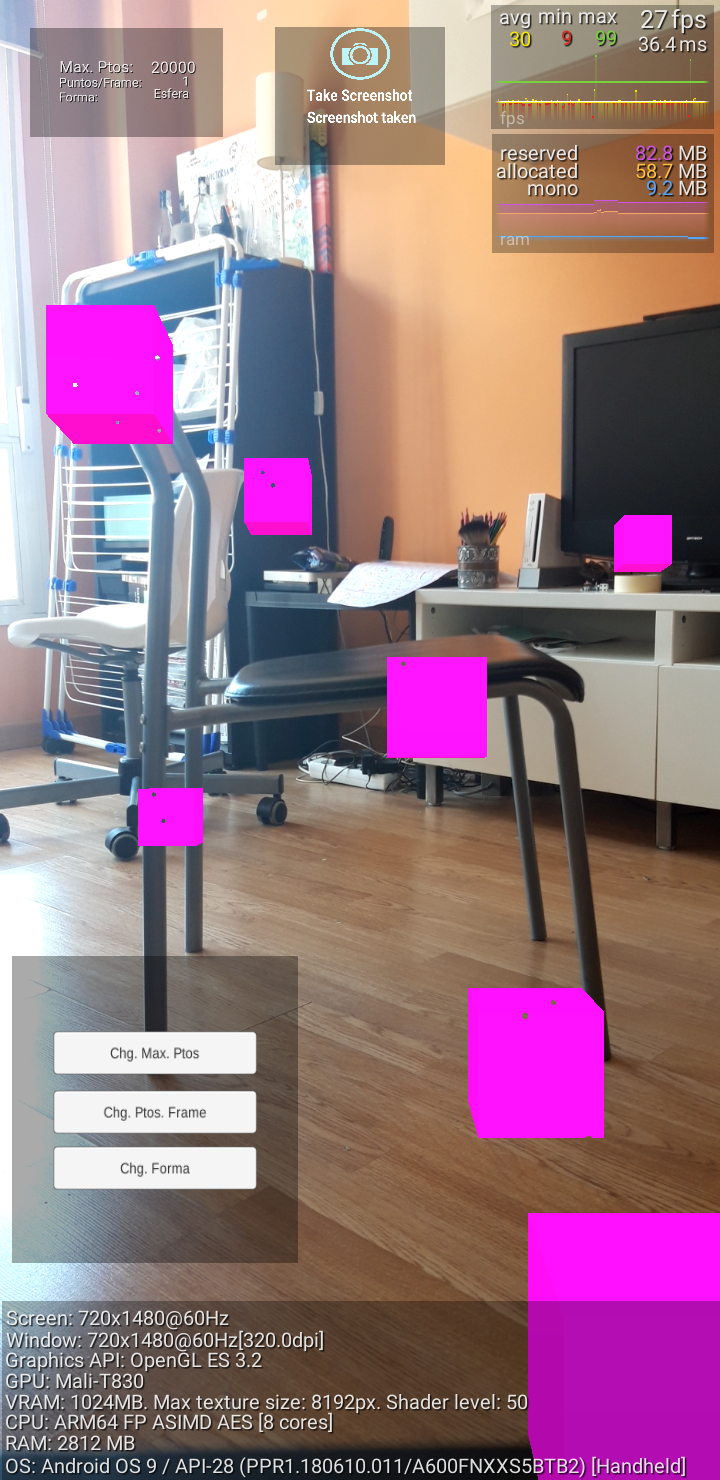 Max. Ptos: 20000
Puntos/Frame: 1
Forma: Esfera
Take Screenshot
Screenshot taken
avg min max 27 fps
30 9 99 36.4 ms
fps
reserved 82.8 MB
allocated 58.7 MB
mono 9.2 MB
ram
Chg. Max. Ptos
Chg. Ptos. Frame
Chg. Forma
Screen: 720x1480@60Hz
Window: 720x1480@60Hz[320.0dpi]
Graphics API: OpenGL ES 3.2
GPU: Mali-T830
VRAM: 1024MB. Max texture size: 8192px. Shader level: 50
CPU: ARM64 FP ASIMD AES [8 cores]
RAM: 2812 MB
OS: Android OS 9 / API-28 (PPR1.180610.011/A600FNXXS5BTB2) [Handheld]